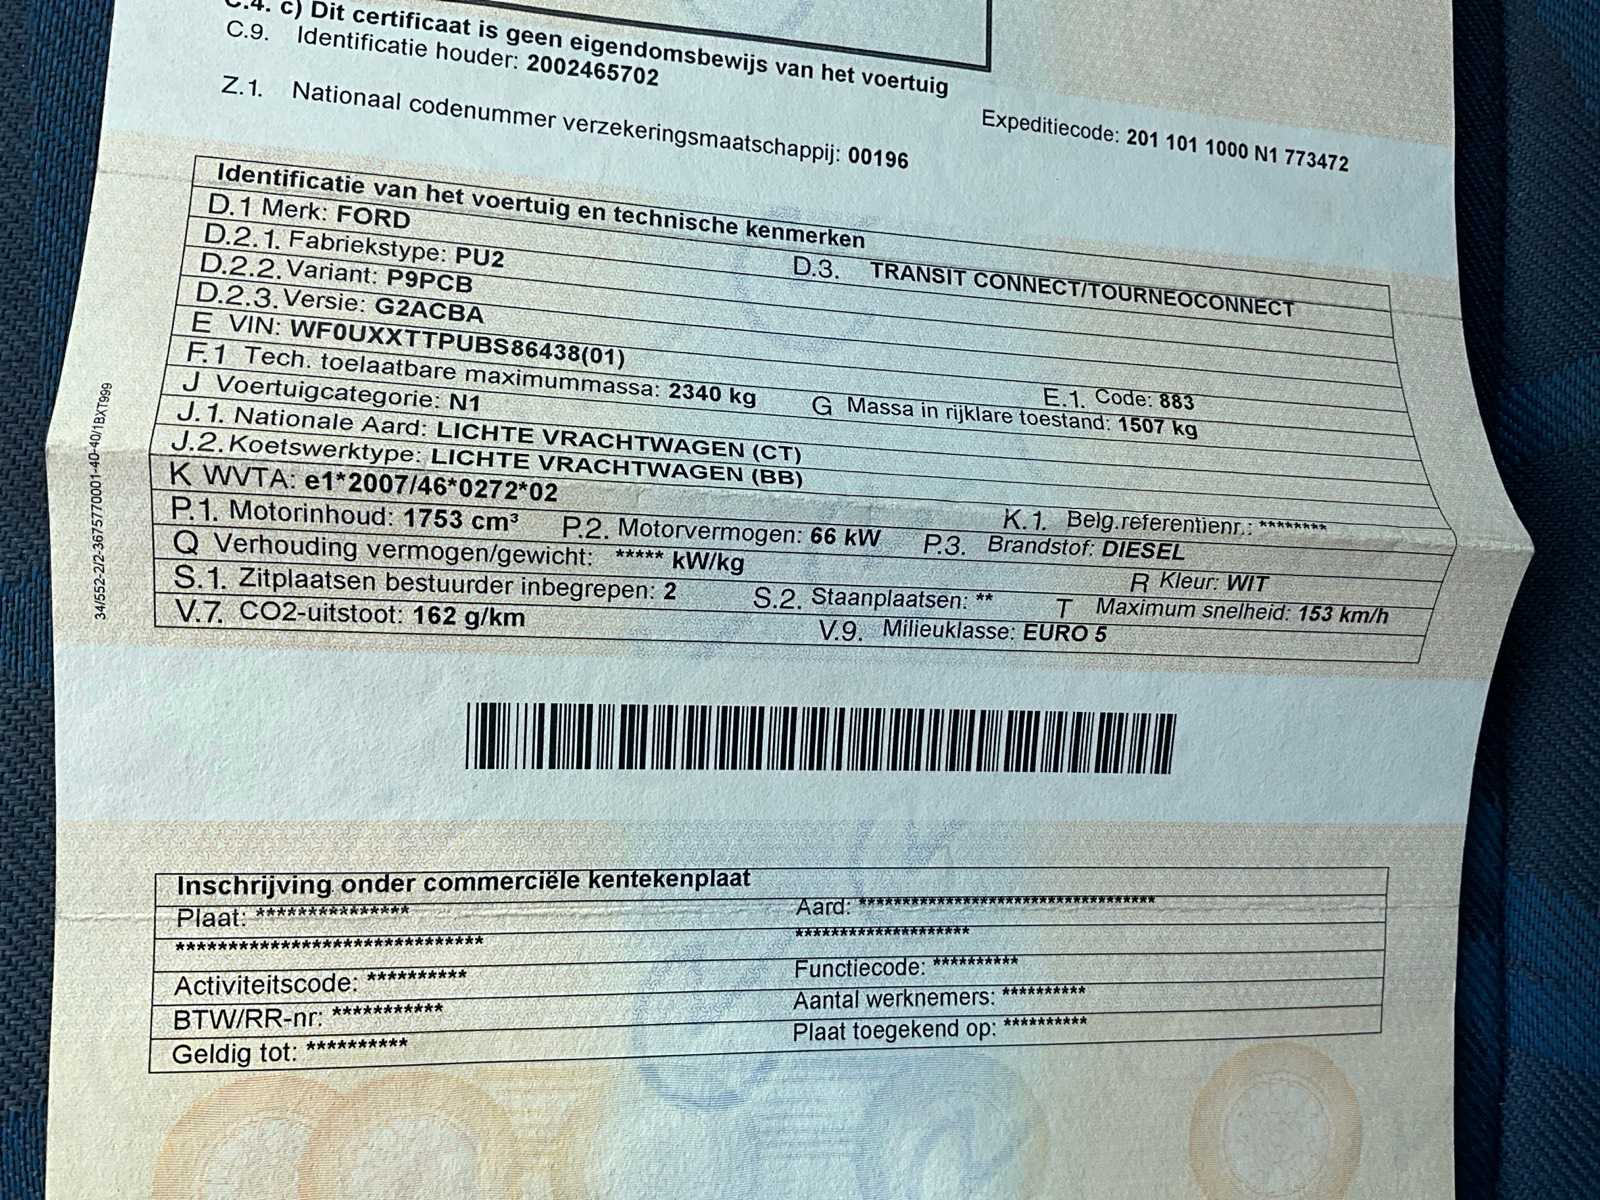 C.4. c) Dit certificaat is geen eigendomsbewijs van het voertuig
C.9. Identificatie houder: 2002465702
Expeditiecode: 201 101 1000 N1 773472
Z.1. Nationaal codenummer verzekeringsmaatschappij: 00196
Identificatie van het voertuig en technische kenmerken
D.1 Merk: FORD
D.2.1. Fabriekstype: PU2 D.3. TRANSIT CONNECT/TOURNEOCONNECT
D.2.2. Variant: P9PCB
D.2.3. Versie: G2ACBA
E VIN: WF0UXXTTPUBS86438(01) E.1. Code: 883
F.1 Tech. toelaatbare maximummassa: 2340 kg G Massa in rijklare toestand: 1507 kg
J Voertuigcategorie: N1
J.1. Nationale Aard: LICHTE VRACHTWAGEN (CT)
J.2. Koetswerktype: LICHTE VRACHTWAGEN (BB)
K WVTA: e1*2007/46*0272*02 K.1. Belg.referentienr.: ********
P.1. Motorinhoud: 1753 cm³ P.2. Motorvermogen: 66 kW P.3. Brandstof: DIESEL
Q Verhouding vermogen/gewicht: ***** kW/kg R Kleur: WIT
S.1. Zitplaatsen bestuurder inbegrepen: 2 S.2. Staanplaatsen: ** T Maximum snelheid: 153 km/h
V.7. CO2-uitstoot: 162 g/km V.9. Milieuklasse: EURO 5
34/552-2/2-3675770001-40-40/1BXT999
Inschrijving onder commerciële kentekenplaat
Plaat: *************** Aard: **********************************
****************************** ********************
Activiteitscode: ********** Functiecode: **********
BTW/RR-nr: *********** Aantal werknemers: **********
Geldig tot: ********** Plaat toegekend op: **********